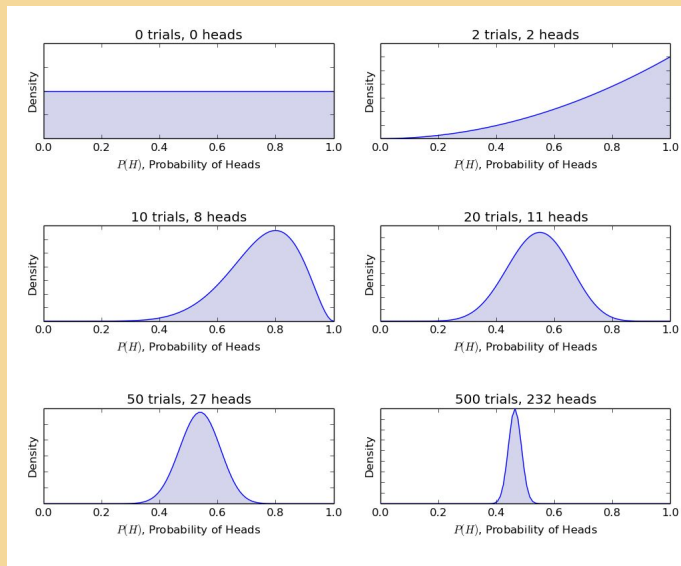 0 trials, 0 heads
Density
0.0 0.2 0.4 0.6 0.8 1.0
P(H), Probability of Heads
2 trials, 2 heads
Density
0.0 0.2 0.4 0.6 0.8 1.0
P(H), Probability of Heads
10 trials, 8 heads
Density
0.0 0.2 0.4 0.6 0.8 1.0
P(H), Probability of Heads
20 trials, 11 heads
Density
0.0 0.2 0.4 0.6 0.8 1.0
P(H), Probability of Heads
50 trials, 27 heads
Density
0.0 0.2 0.4 0.6 0.8 1.0
P(H), Probability of Heads
500 trials, 232 heads
Density
0.0 0.2 0.4 0.6 0.8 1.0
P(H), Probability of Heads